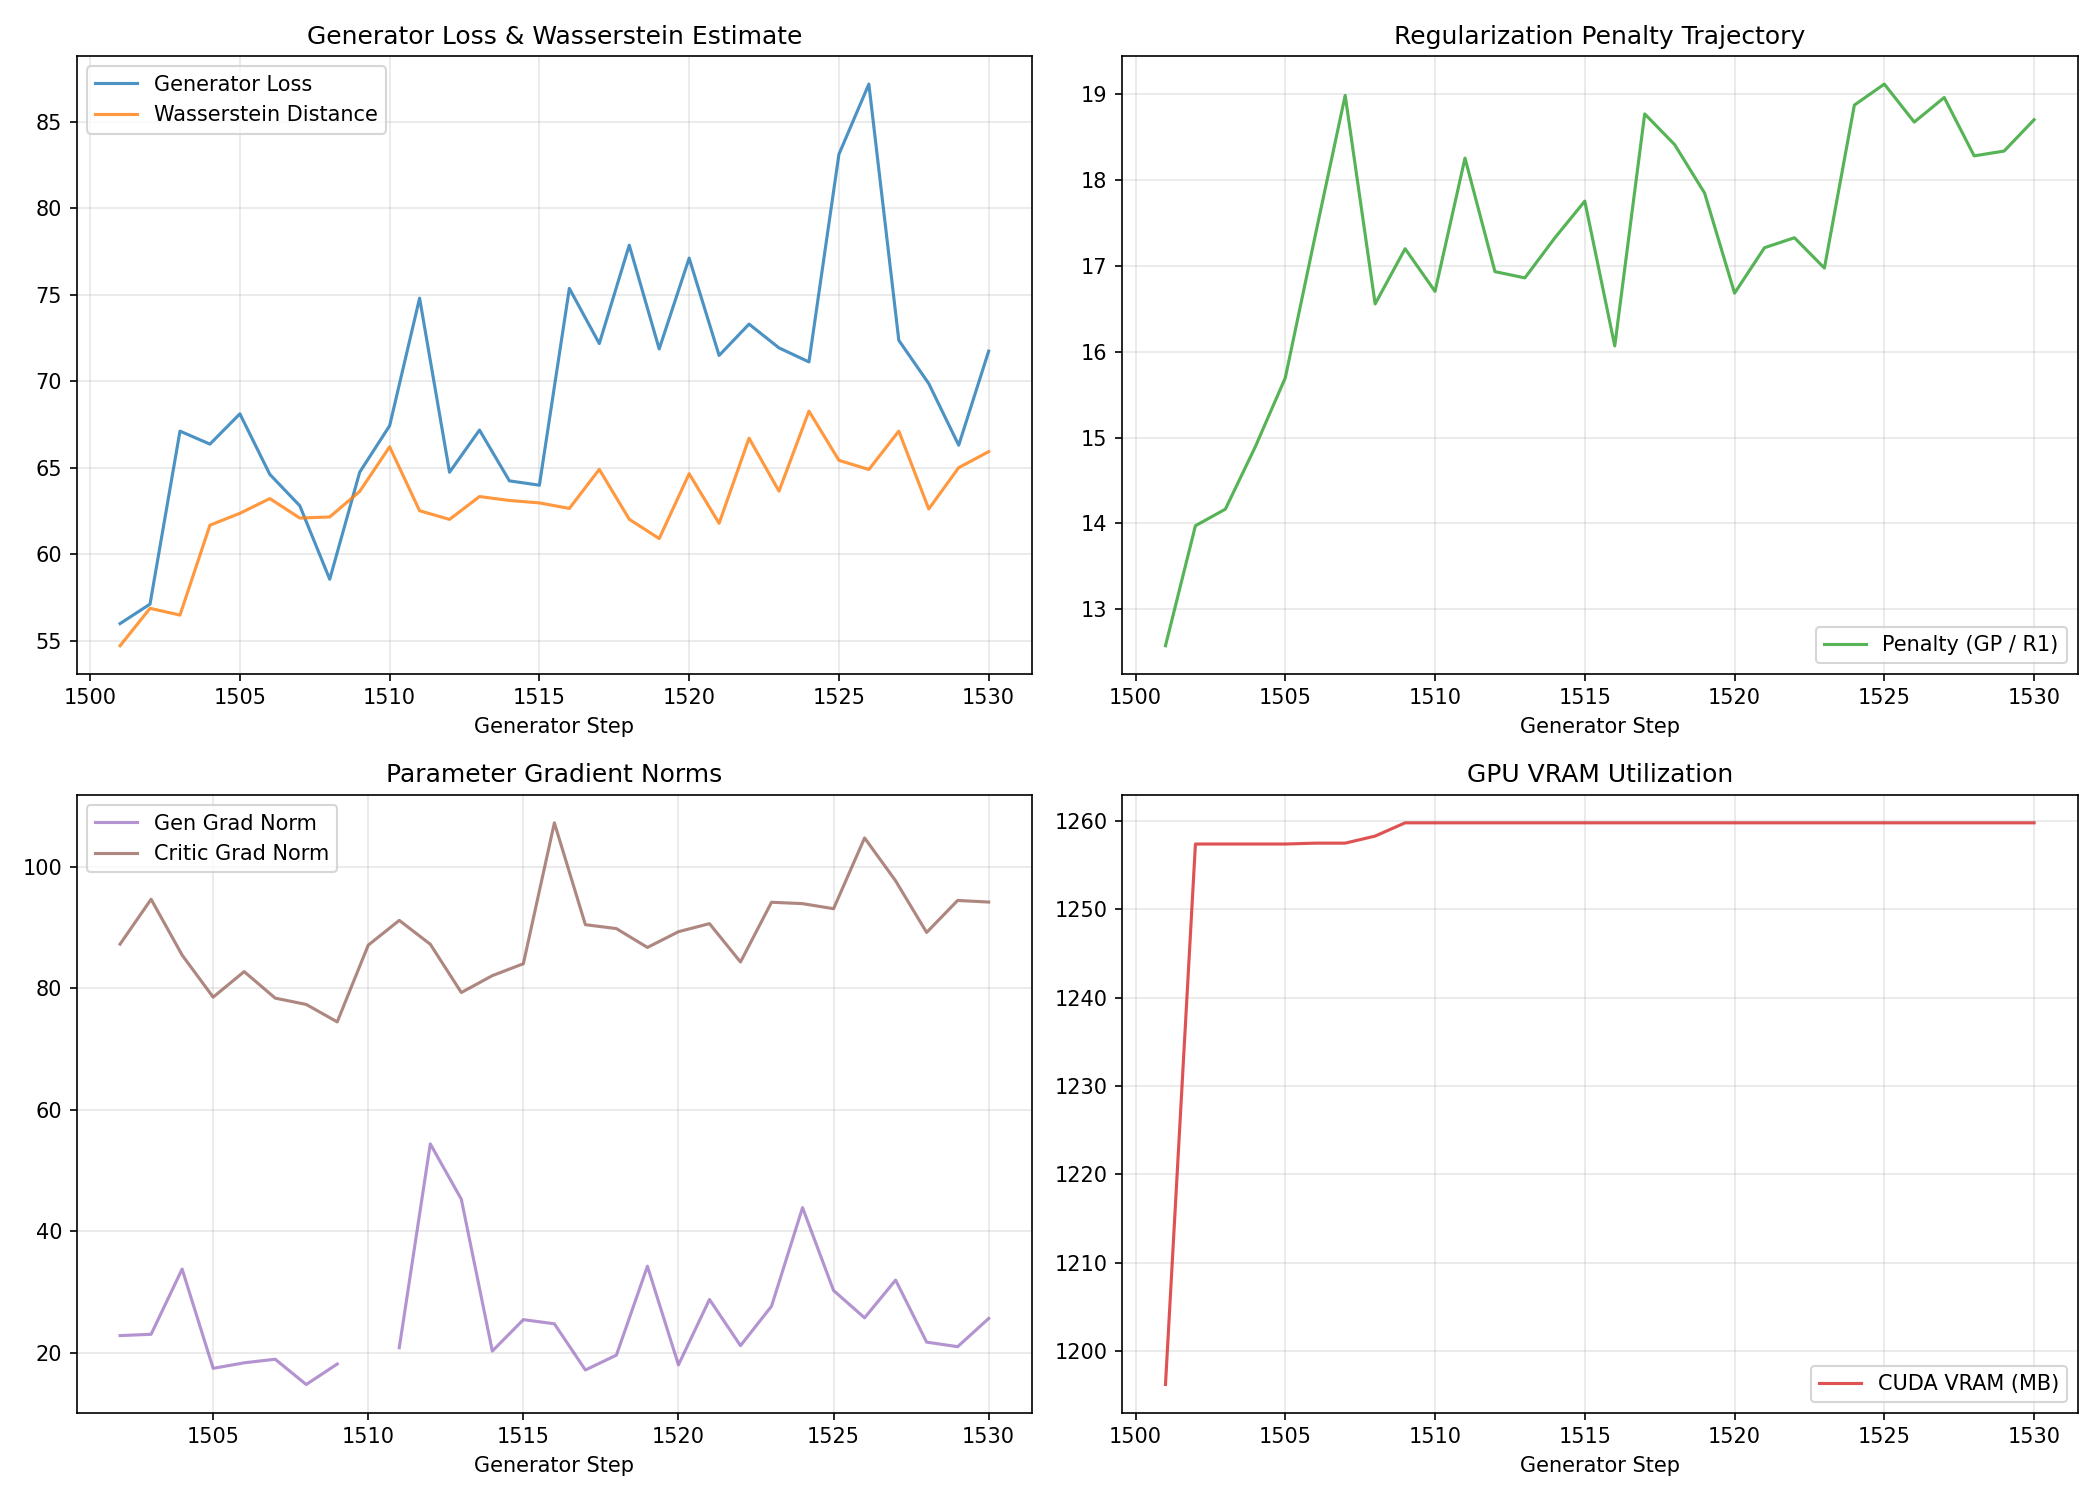 Generator Loss & Wasserstein Estimate
Generator Loss
Wasserstein Distance
85
80
75
70
65
60
55
1500 1505 1510 1515 1520 1525 1530
Generator Step
Regularization Penalty Trajectory
19
18
17
16
15
14
13
Penalty (GP / R1)
1500 1505 1510 1515 1520 1525 1530
Generator Step
Parameter Gradient Norms
Gen Grad Norm
Critic Grad Norm
100
80
60
40
20
1505 1510 1515 1520 1525 1530
Generator Step
GPU VRAM Utilization
1260
1250
1240
1230
1220
1210
1200
CUDA VRAM (MB)
1500 1505 1510 1515 1520 1525 1530
Generator Step